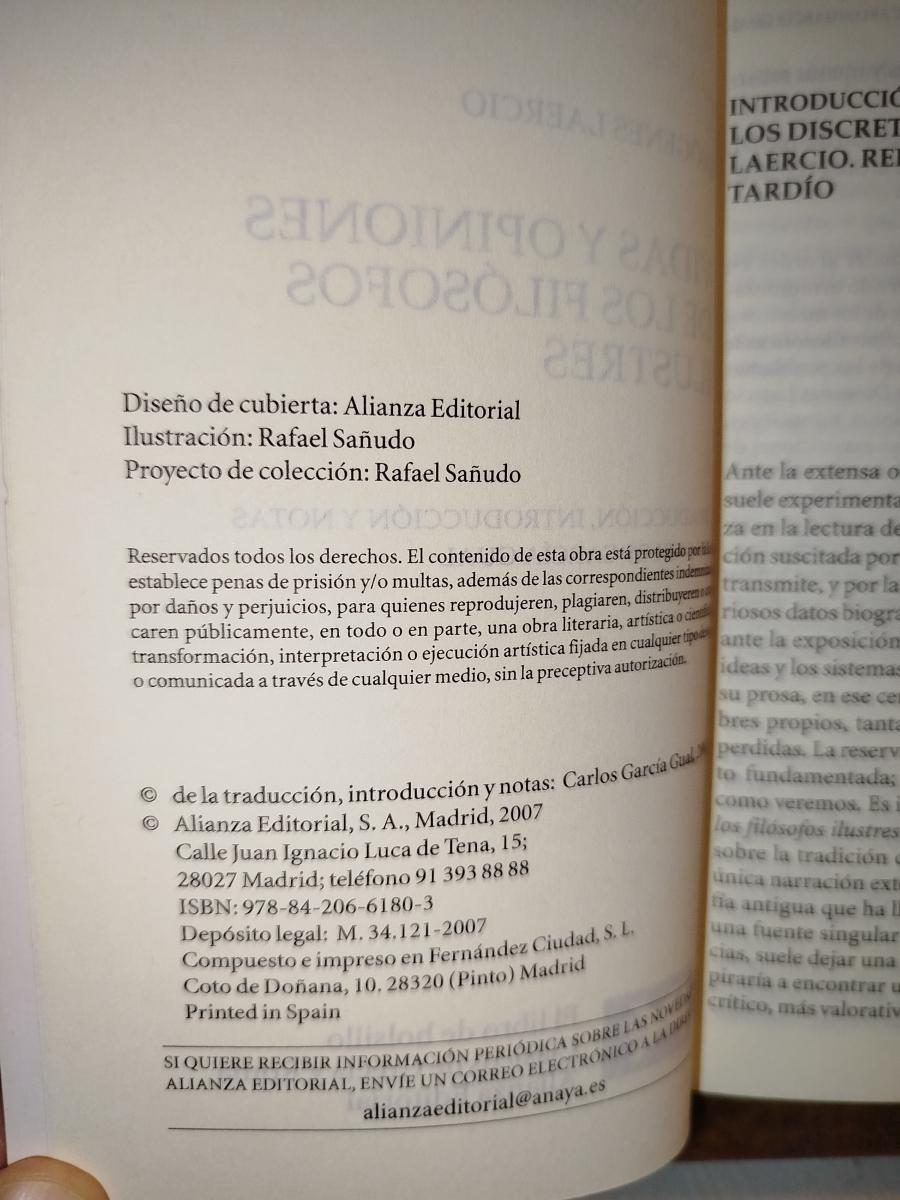 Diseño de cubierta: Alianza Editorial
Ilustración: Rafael Sañudo
Proyecto de colección: Rafael Sañudo
Reservados todos los derechos. El contenido de esta obra está protegido por
establece penas de prisión y/o multas, además de las correspondientes
por daños y perjuicios, para quienes reprodujeren, plagiaren, distribuyeren o
caren públicamente, en todo o en parte, una obra literaria, artística o
transformación, interpretación o ejecución artística fijada en cualquier tipo
o comunicada a través de cualquier medio, sin la preceptiva autorización.
© de la traducción, introducción y notas: Carlos García Gual,
© Alianza Editorial, S. A., Madrid, 2007
Calle Juan Ignacio Luca de Tena, 15;
28027 Madrid; teléfono 91 393 88 88
ISBN: 978-84-206-6180-3
Depósito legal: M. 34.121-2007
Compuesto e impreso en Fernández Ciudad, S. L.
Coto de Doñana, 10. 28320 (Pinto) Madrid
Printed in Spain
SI QUIERE RECIBIR INFORMACIÓN PERIÓDICA SOBRE LAS
ALIANZA EDITORIAL, ENVÍE UN CORREO ELECTRÓNICO A LA
alianzaeditorial@anaya.es
INTRODUCCIÓ
LOS DISCRET
LAERCIO. RE
TARDÍO
Ante la extensa o
suele experimenta
za en la lectura de
ción suscitada por
transmite, y por la
riosos datos biogra
ante la exposición
ideas y los sistemas
su prosa, en ese ce
bres propios, tanta
perdidas. La reserv
to fundamentada;
como veremos. Es
los filósofos ilustres
sobre la tradición
única narración ext
fía antigua que ha
una fuente singular
cias, suele dejar una
piraría a encontrar
crítico, más valorativ